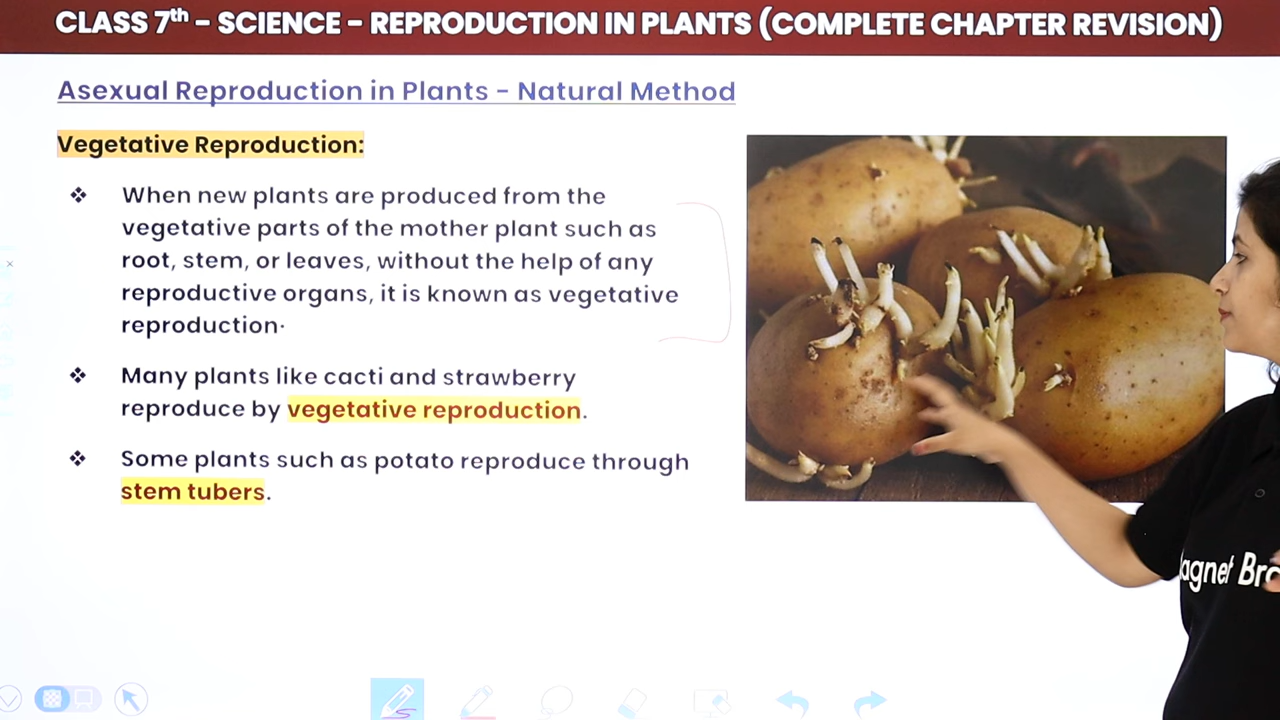 CLASS 7th – SCIENCE – REPRODUCTION IN PLANTS (COMPLETE CHAPTER REVISION)
Asexual Reproduction in Plants - Natural Method
Vegetative Reproduction:
❖ When new plants are produced from the
vegetative parts of the mother plant such as
root, stem, or leaves, without the help of any
reproductive organs, it is known as vegetative
reproduction·
❖ Many plants like cacti and strawberry
reproduce by vegetative reproduction.
❖ Some plants such as potato reproduce through
stem tubers.